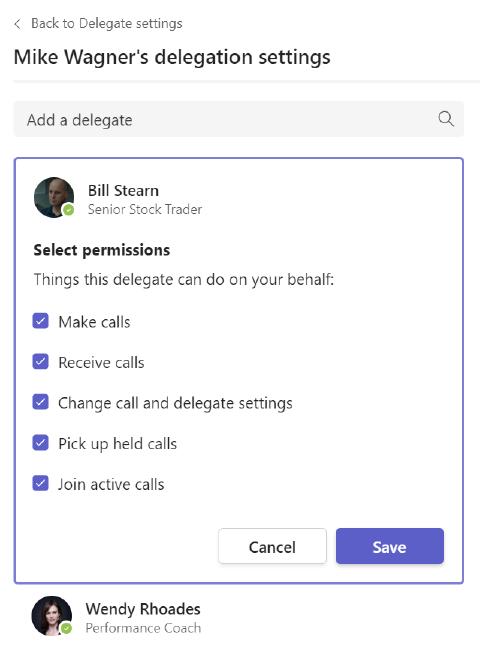 Back to Delegate settings
Mike Wagner's delegation settings
Add a delegate
Bill Stearn
Senior Stock Trader
Select permissions
Things this delegate can do on your behalf:
Make calls
Receive calls
Change call and delegate settings
Pick up held calls
Join active calls
Cancel
Save
Wendy Rhoades
Performance Coach